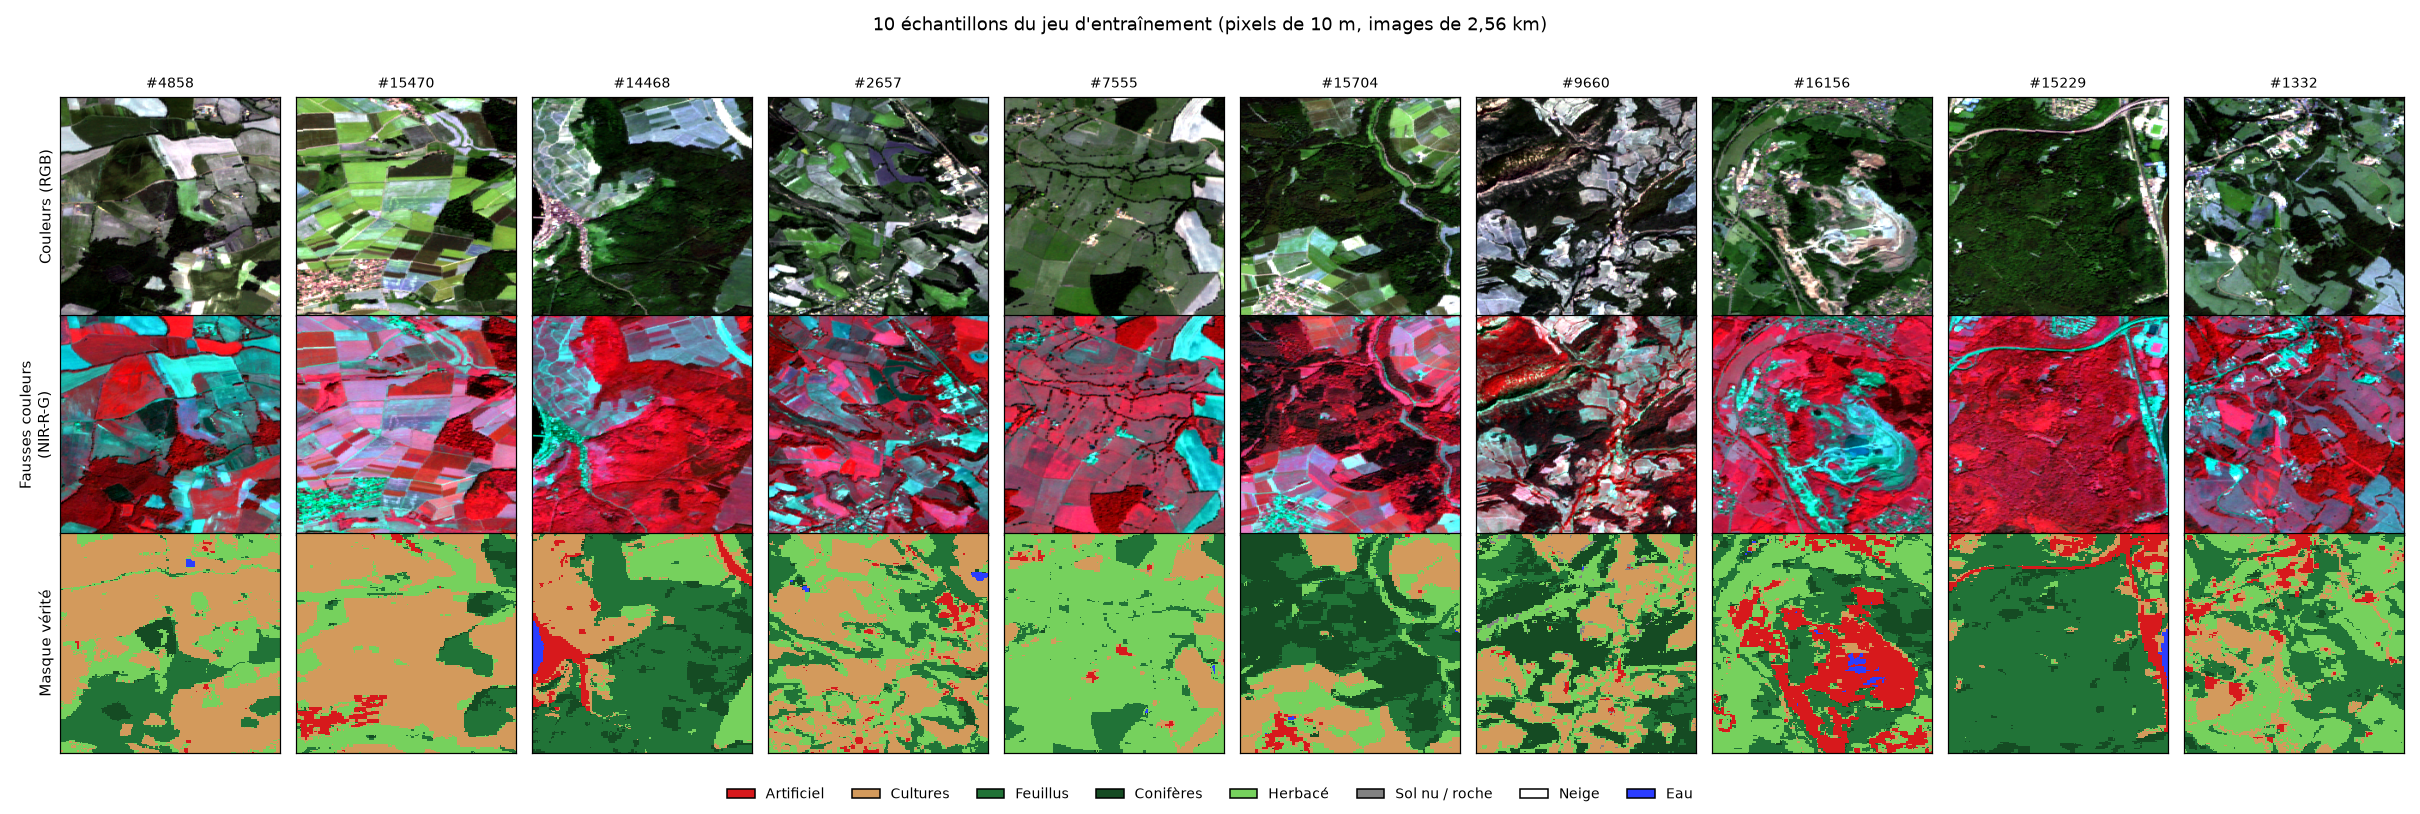 10 échantillons du jeu d'entraînement (pixels de 10 m, images de 2,56 km)
#4858 #15470 #14468 #2657 #7555 #15704 #9660 #16156 #15229 #1332
Couleurs (RGB)
Fausses couleurs
(NIR-R-G)
Masque vérité
Artificiel Cultures Feuillus Conifères Herbacé Sol nu / roche Neige Eau